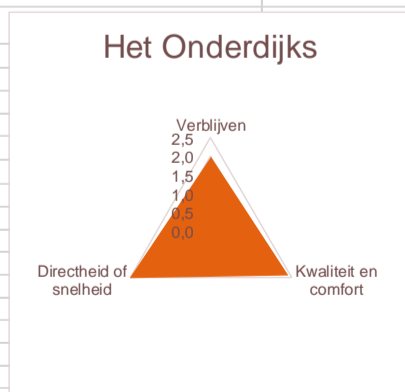 Het Onderdijks
Verblijven
2,5
2,0
1,5
1,0
0,5
0,0
Directheid of
snelheid
Kwaliteit en
comfort